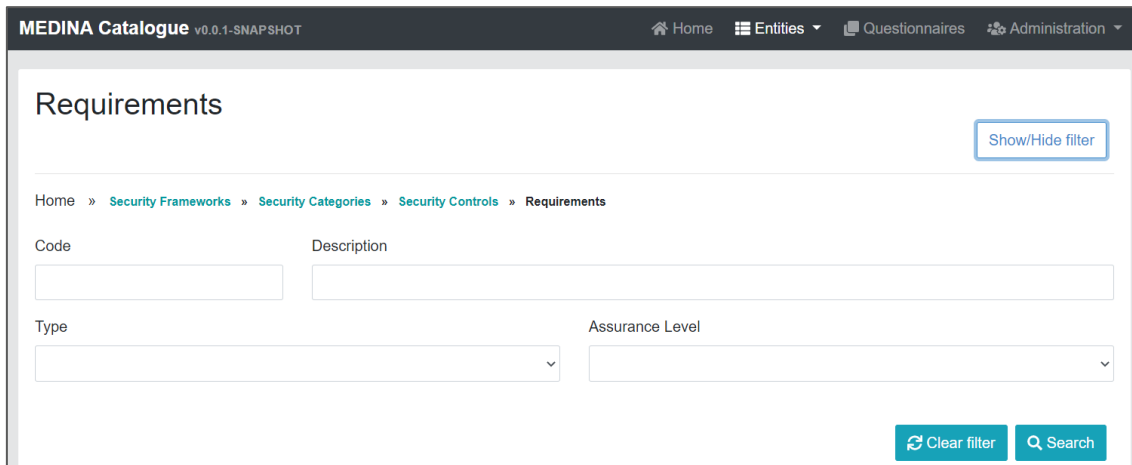 MEDINA Catalogue v0.0.1-SNAPSHOT Home Entities Questionnaires Administration
Requirements
Show/Hide filter
Home » Security Frameworks » Security Categories » Security Controls » Requirements
Code Description
Type Assurance Level
Clear filter Search